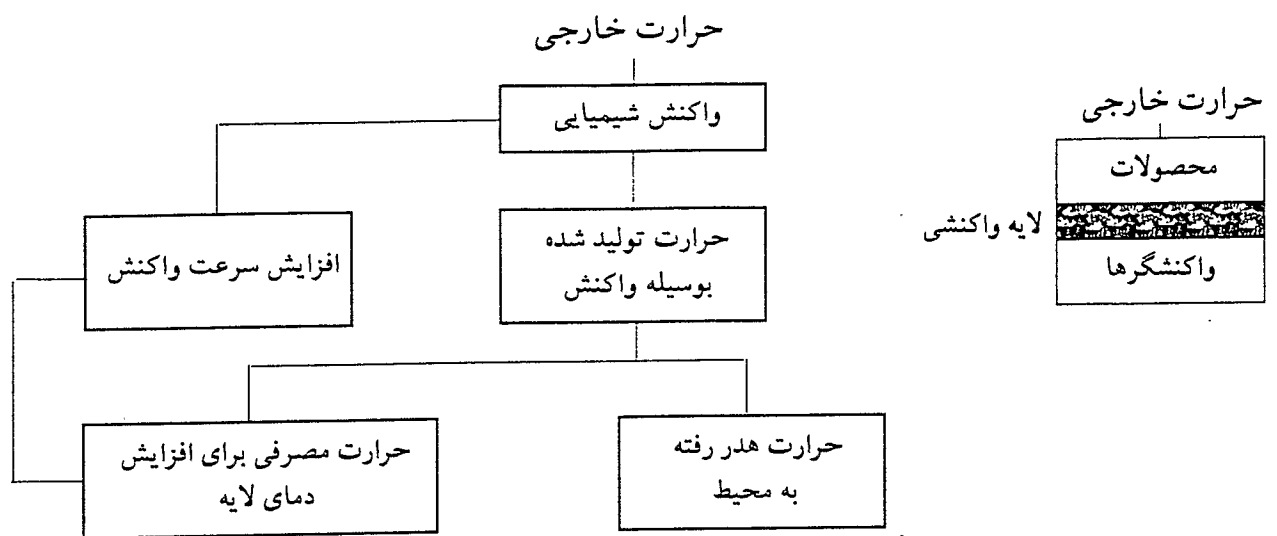 حرارت خارجی
واکنش شیمیایی
حرارت تولید شده
بوسیله واکنش
افزایش سرعت واکنش
حرارت هدر رفته
به محیط
حرارت مصرفی برای افزایش
دمای لایه
حرارت خارجی
محصولات
لایه واکنشی
واکنشگرها